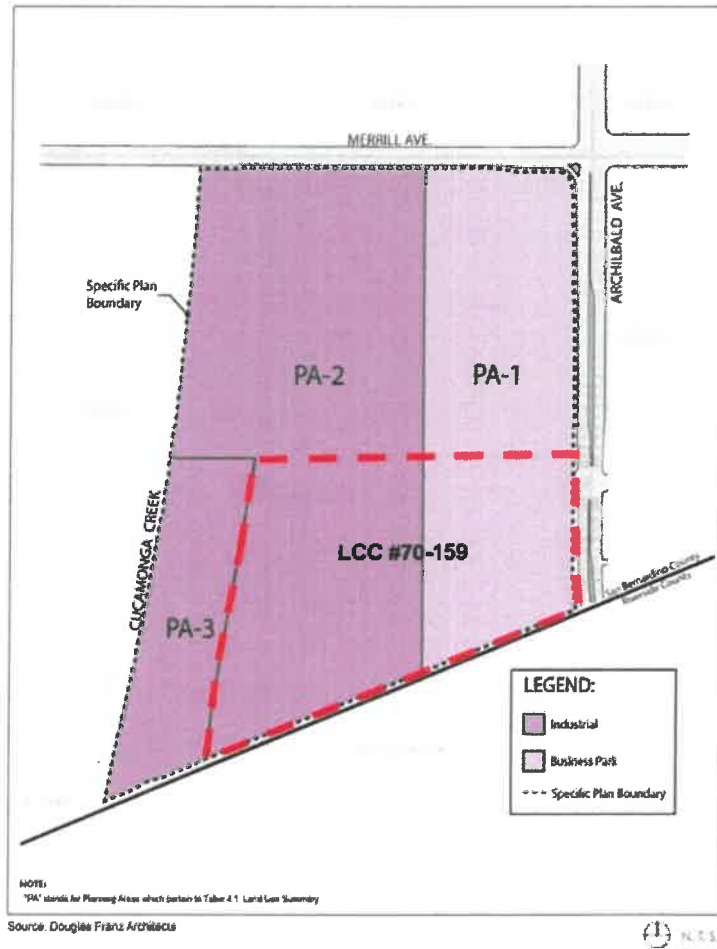 MERRILL AVE.
ARCHILBALD AVE.
Specific Plan
Boundary
PA-2
PA-1
CUCAMONGA CREEK
LCC #70-159
PA-3
San Bernardino County
Riverside County
LEGEND:
Industrial
Business Park
Specific Plan Boundary
NOTE:
"PA" stands for Planning Areas which pertain to Table 4.1 Land Use Summary
Source: Douglas Franz Architects
N.T.S.